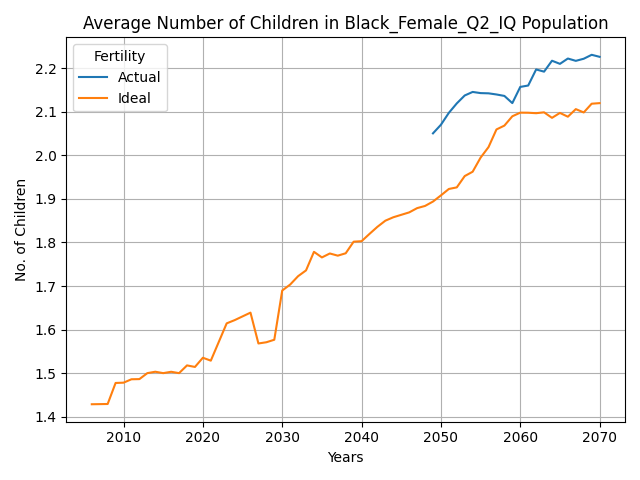 Average Number of Children in Black_Female_Q2_IQ Population
Fertility
Actual
Ideal
No. of Children
2.2
2.1
2.0
1.9
1.8
1.7
1.6
1.5
1.4
2010 2020 2030 2040 2050 2060 2070
Years